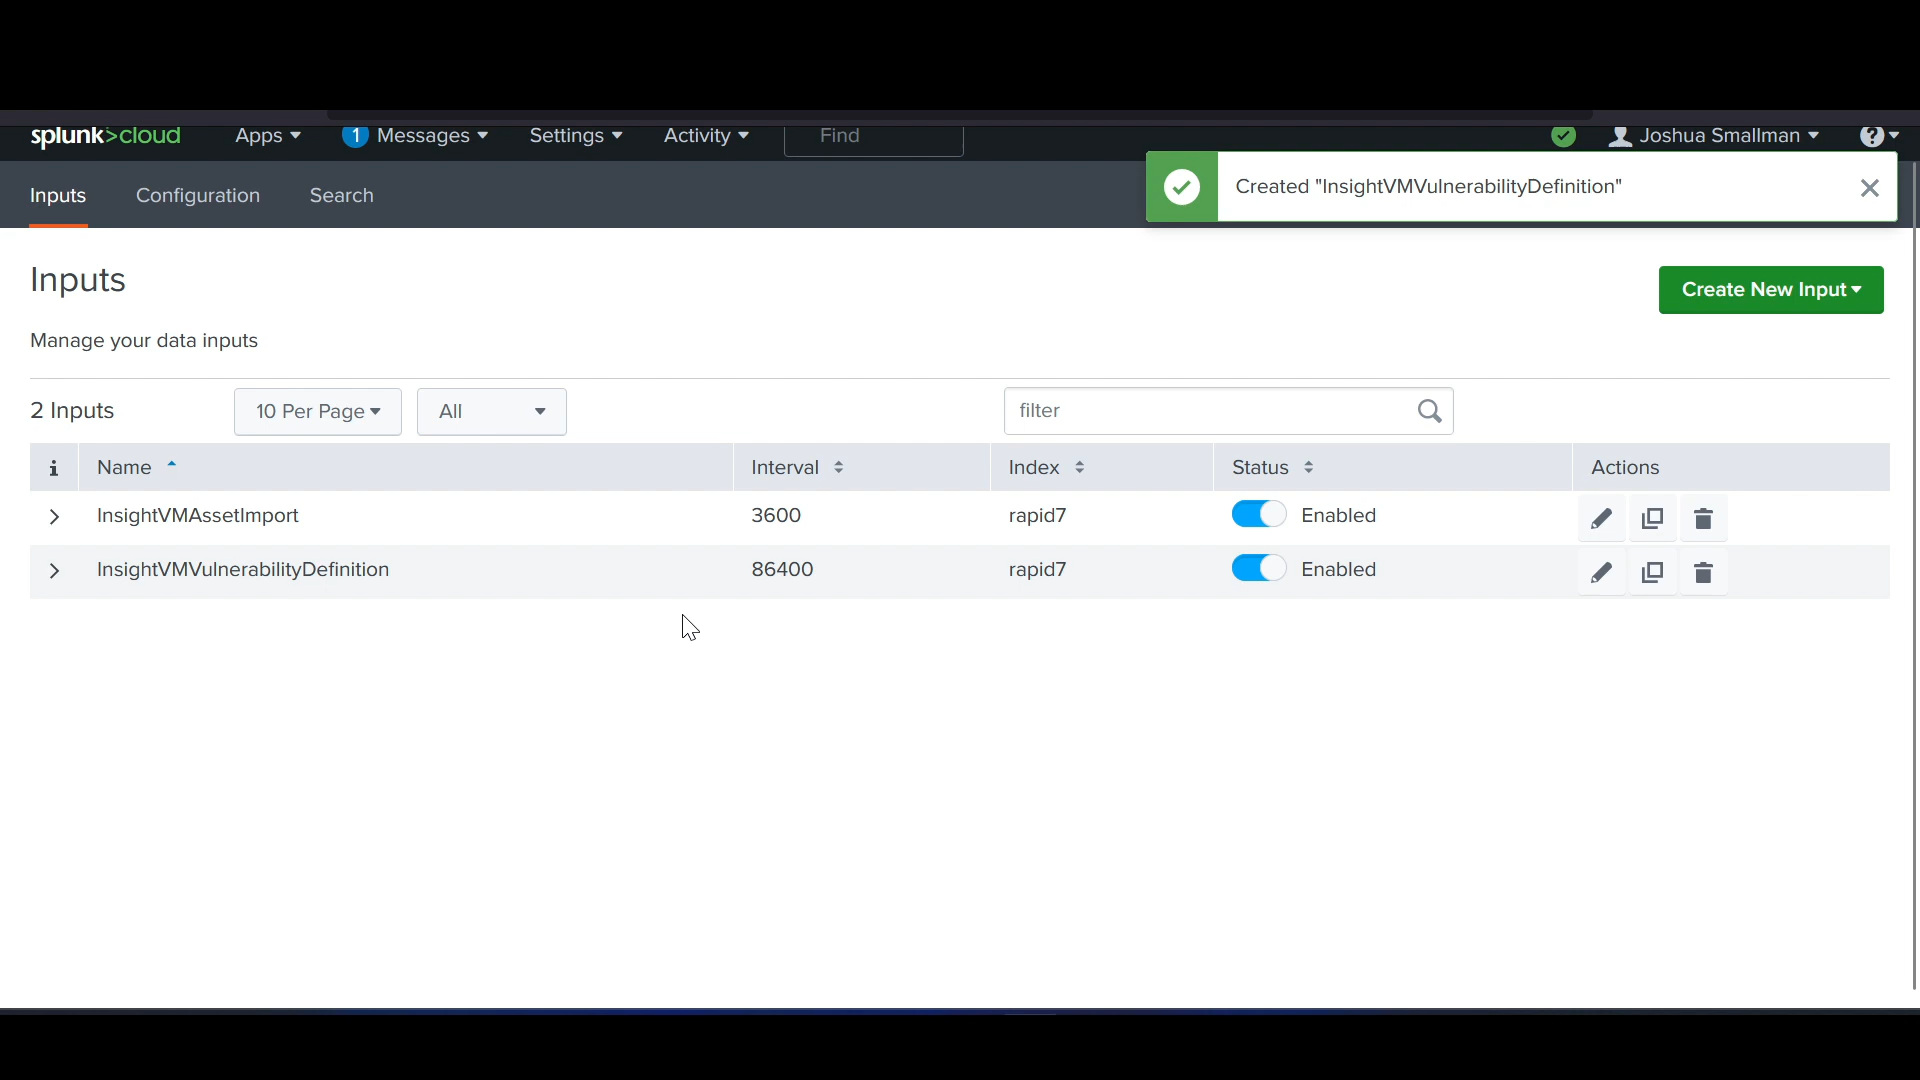 splunk>cloud Apps 1 Messages Settings Activity Find Joshua Smallman ?
Inputs Configuration Search
Created "InsightVMVulnerabilityDefinition"
Inputs
Create New Input
Manage your data inputs
2 Inputs 10 Per Page All filter
i Name Interval Index Status Actions
InsightVMAssetImport 3600 rapid7 Enabled
InsightVMVulnerabilityDefinition 86400 rapid7 Enabled